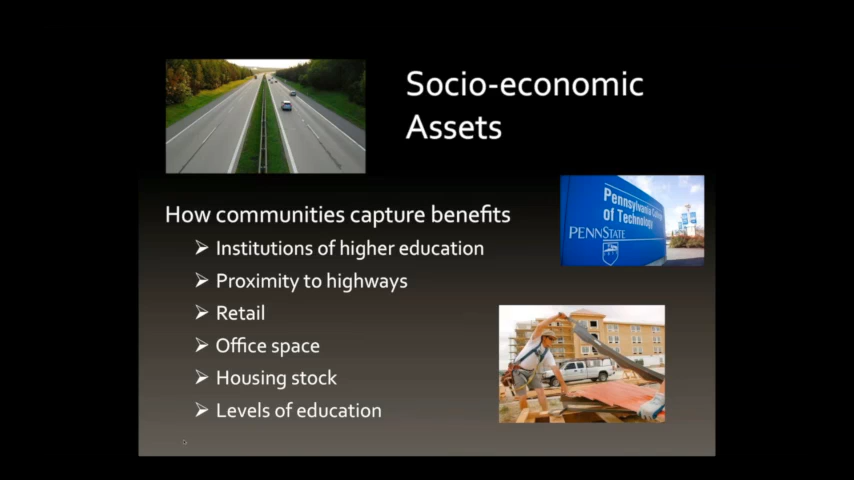 Socio-economic
Assets
How communities capture benefits
Institutions of higher education
Proximity to highways
Retail
Office space
Housing stock
Levels of education
Pennsylvania
of Technology
PENNSTATE